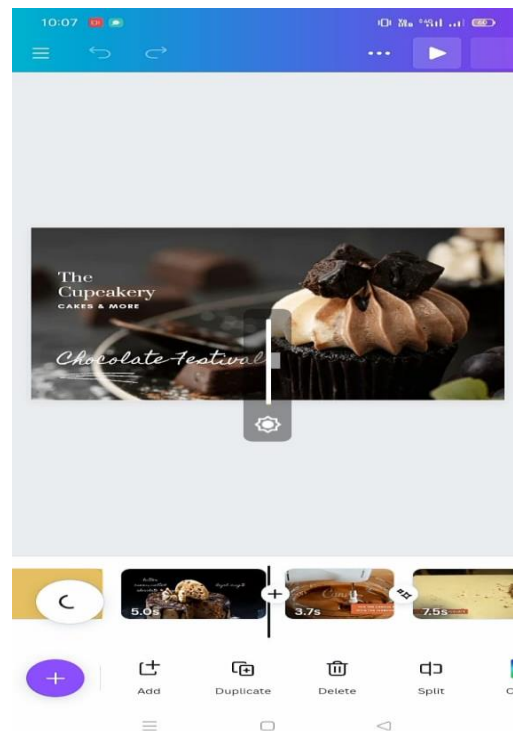 10:07
The
Cupcakery
CAKES & MORE
Chocolate Festival
5.0s
3.7s
7.5s
Add
Duplicate
Delete
Split